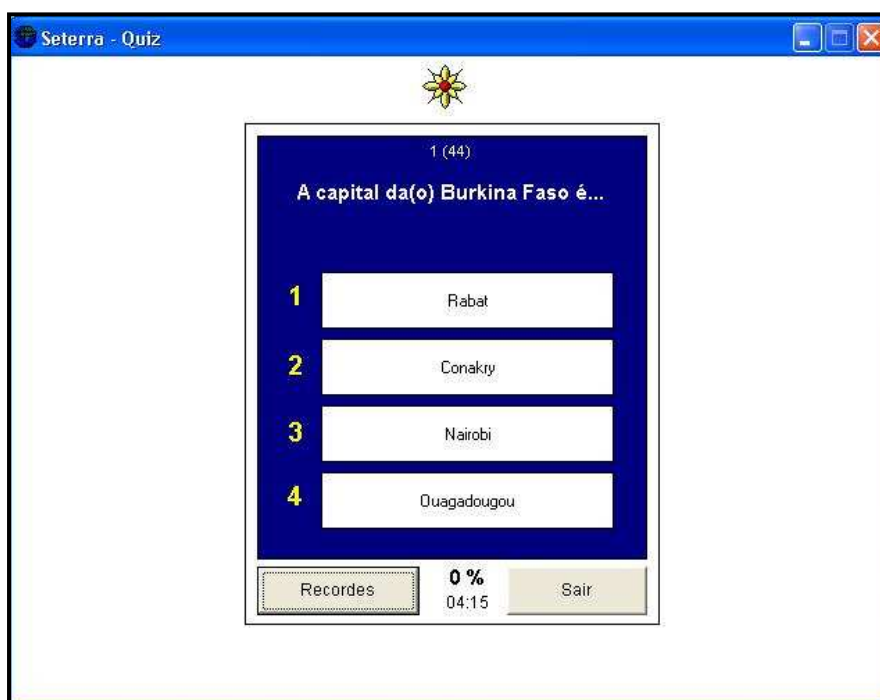 Seterra - Quiz
1 (44)
A capital da(o) Burkina Faso é...
1 Rabat
2 Conakry
3 Nairobi
4 Ouagadougou
Recordes 0 % Sair
04:15